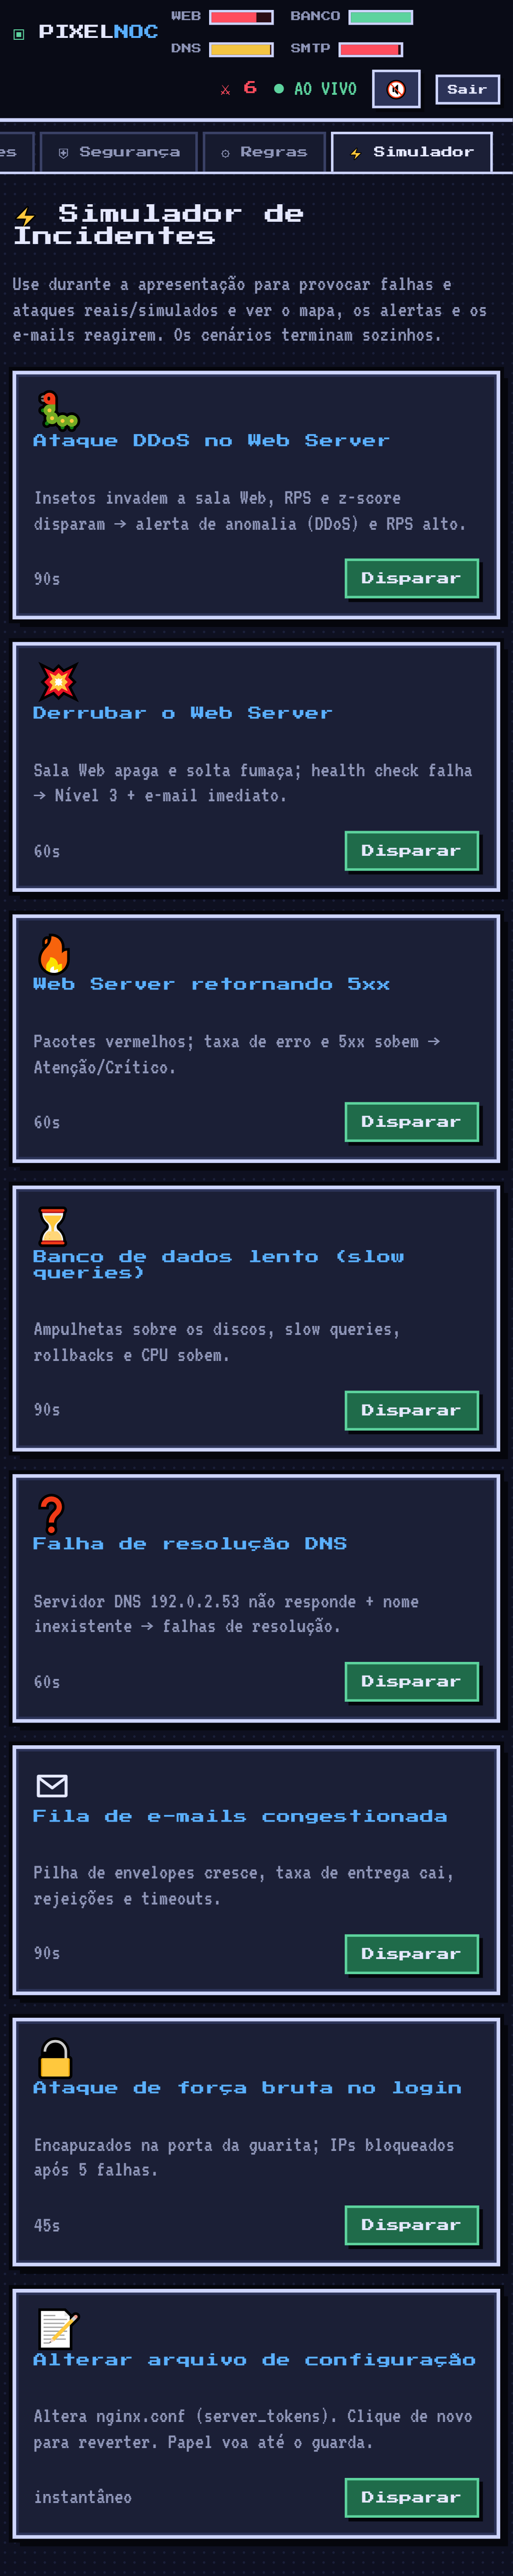 PIXELNOC
WEB
BANCO
DNS
SMTP
6
AO VIVO
Sair
es
Segurança
Regras
Simulador
Simulador de
Incidentes
Use durante a apresentação para provocar falhas e
ataques reais/simulados e ver o mapa, os alertas e os
e-mails reagirem. Os cenários terminam sozinhos.
Ataque DDoS no Web Server
Insetos invadem a sala Web, RPS e z-score
disparam → alerta de anomalia (DDoS) e RPS alto.
90s
Disparar
Derrubar o Web Server
Sala Web apaga e solta fumaça; health check falha
→ Nível 3 + e-mail imediato.
60s
Disparar
Web Server retornando 5xx
Pacotes vermelhos; taxa de erro e 5xx sobem →
Atenção/Crítico.
60s
Disparar
Banco de dados lento (slow
queries)
Ampulhetas sobre os discos, slow queries,
rollbacks e CPU sobem.
90s
Disparar
Falha de resolução DNS
Servidor DNS 192.0.2.53 não responde + nome
inexistente → falhas de resolução.
60s
Disparar
Fila de e-mails congestionada
Pilha de envelopes cresce, taxa de entrega cai,
rejeições e timeouts.
90s
Disparar
Ataque de força bruta no login
Encapuzados na porta da guarita; IPs bloqueados
após 5 falhas.
45s
Disparar
Alterar arquivo de configuração
Altera nginx.conf (server_tokens). Clique de novo
para reverter. Papel voa até o guarda.
instantâneo
Disparar